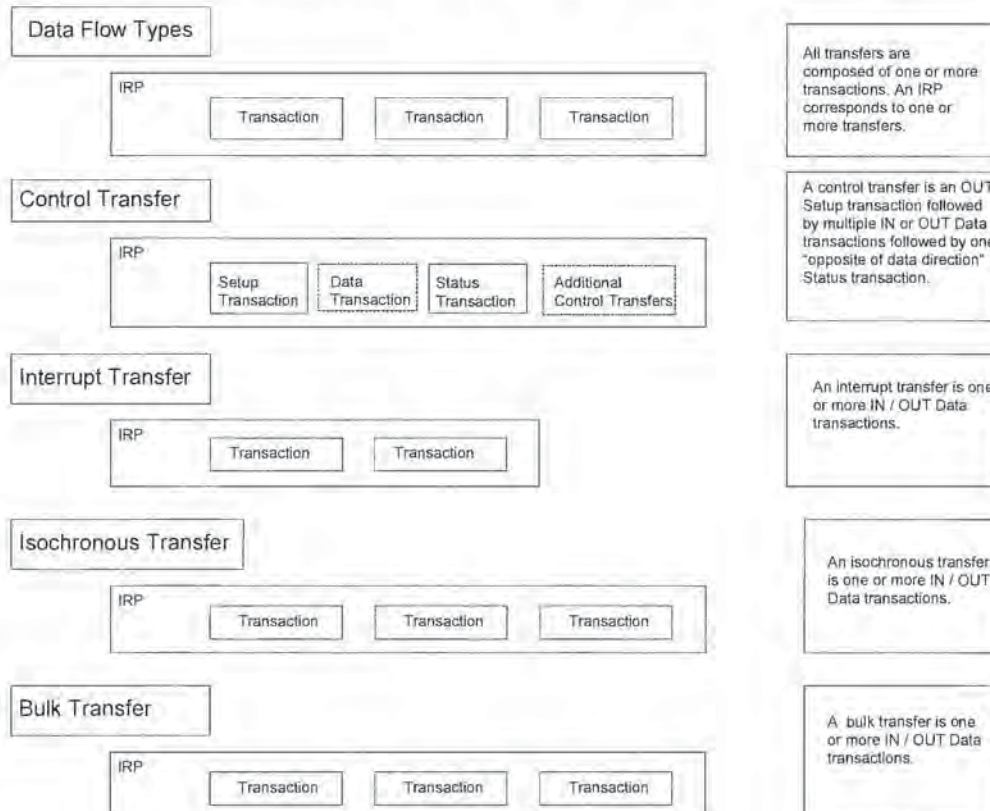 Data Flow Types
IRP
Transaction
Transaction
Transaction
All transfers are
composed of one or more
transactions. An IRP
corresponds to one or
more transfers.
Control Transfer
IRP
Setup
Transaction
Data
Transaction
Status
Transaction
Additional
Control Transfers
A control transfer is an OUT
Setup transaction followed
by multiple IN or OUT Data
transactions followed by one
"opposite of data direction"
Status transaction.
Interrupt Transfer
IRP
Transaction
Transaction
An interrupt transfer is one
or more IN / OUT Data
transactions.
Isochronous Transfer
IRP
Transaction
Transaction
Transaction
An isochronous transfer
is one or more IN / OUT
Data transactions.
Bulk Transfer
IRP
Transaction
Transaction
Transaction
A bulk transfer is one
or more IN / OUT Data
transactions.